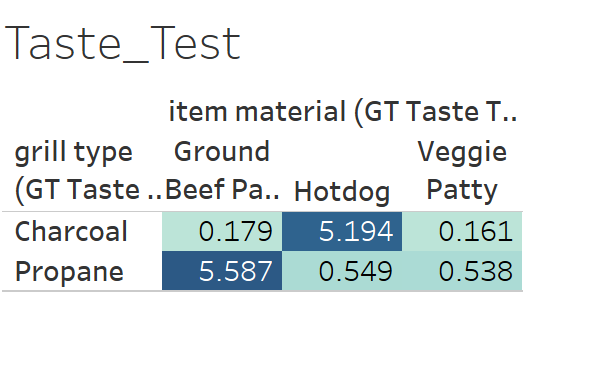 Taste_Test
item material (GT Taste T..
grill type Ground Veggie
(GT Taste .. Beef Pa.. Hotdog Patty
Charcoal 0.179 5.194 0.161
Propane 5.587 0.549 0.538